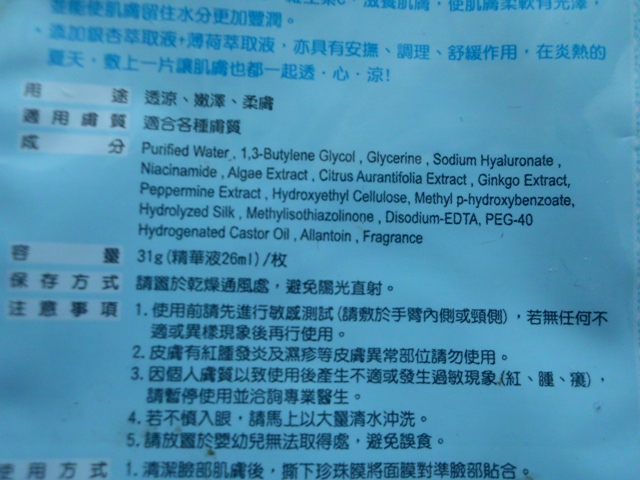 並能使肌膚留住水分更加豐潤。
添加銀杏萃取液+薄荷萃取液，亦具有安撫、調理、舒緩作用，在炎熱的
夏天，敷上一片讓肌膚也都一起透·心·涼!
用途 透涼、嫩澤、柔膚
適用膚質 適合各種膚質
成分 Purified Water , 1,3-Butylene Glycol , Glycerine , Sodium Hyaluronate ,
Niacinamide , Algae Extract , Citrus Aurantifolia Extract , Ginkgo Extract,
Peppermine Extract , Hydroxyethyl Cellulose, Methyl p-hydroxybenzoate,
Hydrolyzed Silk , Methylisothiazolinone , Disodium-EDTA, PEG-40
Hydrogenated Castor Oil , Allantoin , Fragrance
容量 31g(精華液26ml)/枚
保存方式 請置於乾燥通風處，避免陽光直射。
注意事項 1.使用前請先進行敏感測試(請敷於手臂內側或頸側)，若無任何不
適或異樣現象後再行使用。
2.皮膚有紅腫發炎及濕疹等皮膚異常部位請勿使用。
3.因個人膚質以致使用後產生不適或發生過敏現象(紅、腫、癢)，
請暫停使用並洽詢專業醫生。
4.若不慎入眼，請馬上以大量清水沖洗。
5.請放置於嬰幼兒無法取得處，避免誤食。
使用方式 1.清潔臉部肌膚後，撕下珍珠膜將面膜對準臉部貼合。